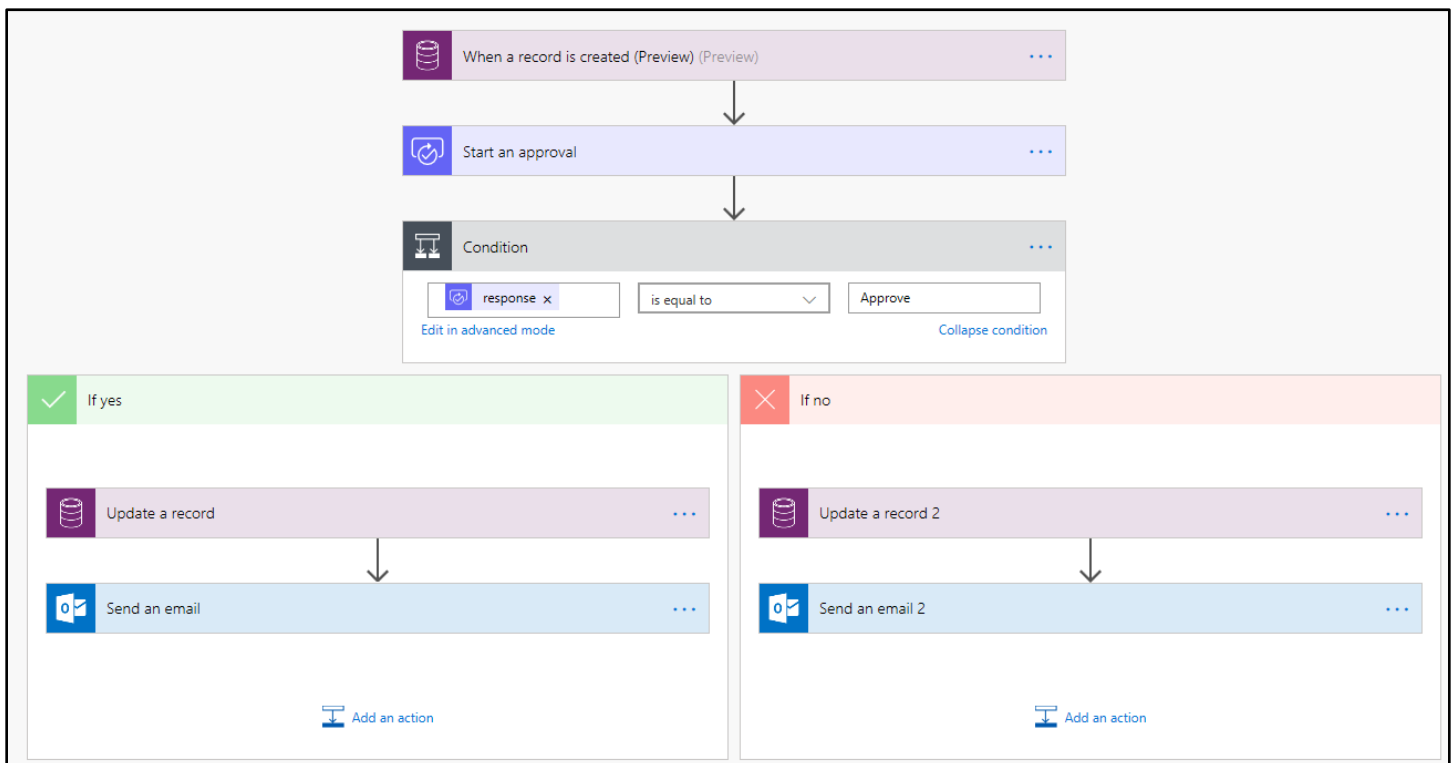 When a record is created (Preview) (Preview)
Start an approval
Condition
response x
is equal to
Approve
Edit in advanced mode
Collapse condition
If yes
If no
Update a record
Update a record 2
Send an email
Send an email 2
Add an action
Add an action